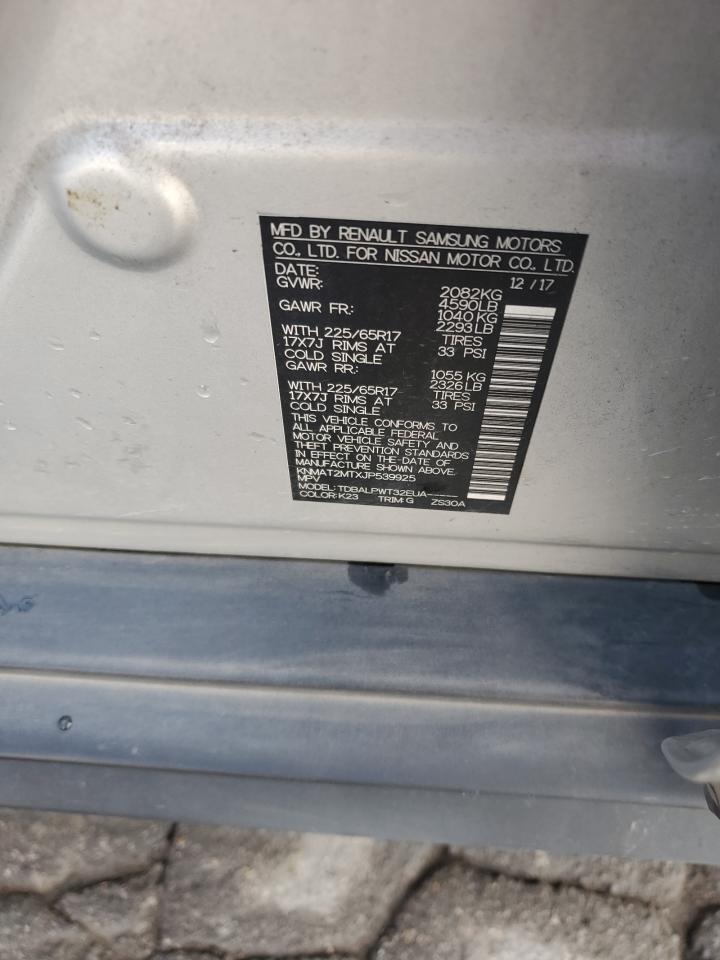 MFD BY RENAULT SAMSUNG MOTORS
CO., LTD. FOR NISSAN MOTOR CO., LTD.
DATE: 12 / 17
GVWR: 2082KG
4590LB
GAWR FR: 1040 KG
2293LB
WITH 225/65R17 TIRES
17X7J RIMS AT 33 PSI
COLD SINGLE
GAWR RR: 1055 KG
2326LB
WITH 225/65R17 TIRES
17X7J RIMS AT 33 PSI
COLD SINGLE
THIS VEHICLE CONFORMS TO
ALL APPLICABLE FEDERAL
MOTOR VEHICLE SAFETY AND
THEFT PREVENTION STANDARDS
IN EFFECT ON THE DATE OF
MANUFACTURE SHOWN ABOVE.
KNMAT2MTXJP539925
MPV
MODEL: TDBALPWT32EUA-----
COLOR: K23 TRIM: G ZS30A